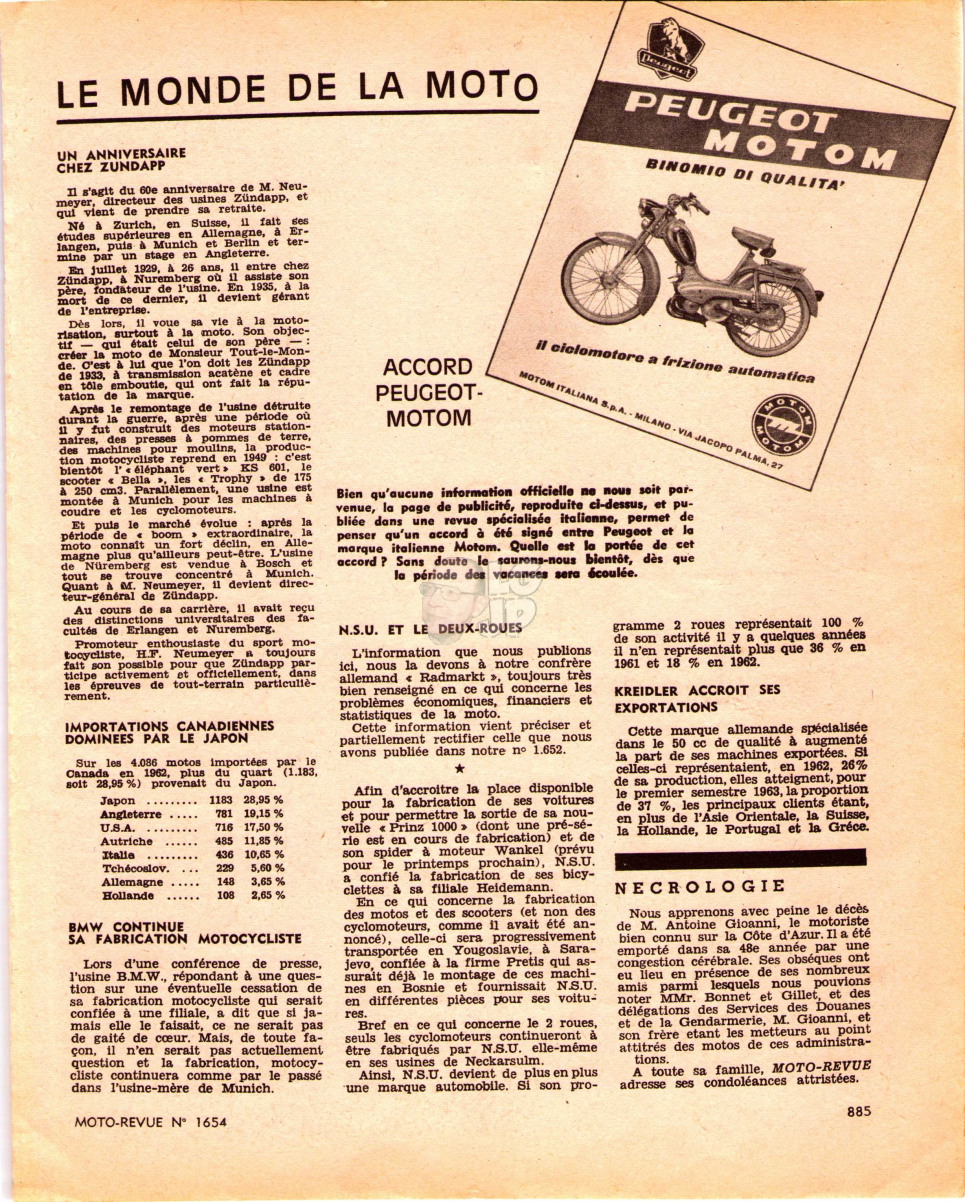 LE MONDE DE LA MOTO
UN ANNIVERSAIRE
CHEZ ZUNDAPP
Il s'agit du 60e anniversaire de M. Neu-
meyer, directeur des usines Zündapp, et
qui vient de prendre sa retraite.
Né à Zurich, en Suisse, il fait ses
études supérieures en Allemagne, à Er-
langen, puis à Munich et Berlin et ter-
mine par un stage en Angleterre.
En juillet 1929, à 26 ans, il entre chez
Zündapp, à Nuremberg où il assiste son
père, fondateur de l'usine. En 1935, à la
mort de ce dernier, il devient gérant
de l'entreprise.
Dès lors, il voue sa vie à la moto-
risation, surtout à la moto. Son objec-
tif — qui était celui de son père — :
créer la moto de Monsieur Tout-le-Mon-
de. C'est à lui que l'on doit les Zündapp
de 1933, à transmission acatène et cadre
en tôle emboutie, qui ont fait la répu-
tation de la marque.
Après le remontage de l'usine détruite
durant la guerre, après une période où
il y fut construit des moteurs station-
naires, des presses à pommes de terre,
des machines pour moulins, la produc-
tion motocycliste reprend en 1949 : c'est
bientôt l' « éléphant vert » KS 601, le
scooter « Bella », les « Trophy » de 175
à 250 cm3. Parallèlement, une usine est
montée à Munich pour les machines à
coudre et les cyclomoteurs.
Et puis le marché évolue : après la
période de « boom » extraordinaire, la
moto connaît un fort déclin, en Alle-
magne plus qu'ailleurs peut-être. L'usine
de Nüremberg est vendue à Bosch et
tout se trouve concentré à Munich.
Quant à M. Neumeyer, il devient direc-
teur-général de Zündapp.
Au cours de sa carrière, il avait reçu
des distinctions universitaires des fa-
cultés de Erlangen et Nuremberg.
Promoteur enthousiaste du sport mo-
tocycliste, H.F. Neumeyer a toujours
fait son possible pour que Zündapp par-
ticipe activement et officiellement, dans
les épreuves de tout-terrain particuliè-
rement.
IMPORTATIONS CANADIENNES
DOMINEES PAR LE JAPON
Sur les 4.086 motos importées par le
Canada en 1962, plus du quart (1.183,
soit 28,95 %) provenait du Japon.
Japon ......... 1183 28,95 %
Angleterre ..... 781 19,15 %
U.S.A. ......... 716 17,50 %
Autriche ...... 485 11,85 %
Italie ......... 436 10,65 %
Tchécoslov. ... 229 5,60 %
Allemagne ..... 148 3,65 %
Hollande ...... 108 2,65 %
BMW CONTINUE
SA FABRICATION MOTOCYCLISTE
Lors d'une conférence de presse,
l'usine B.M.W., répondant à une ques-
tion sur une éventuelle cessation de
sa fabrication motocycliste qui serait
confiée à une filiale, a dit que si ja-
mais elle le faisait, ce ne serait pas
de gaité de cœur. Mais, de toute fa-
çon, il n'en serait pas actuellement
question et la fabrication, motocy-
cliste continuera comme par le passé
dans l'usine-mère de Munich.
Peugeot
PEUGEOT
MOTOM
BINOMIO DI QUALITA'
il ciclomotore a frizione automatica
MOTOM ITALIANA S.p.A. - MILANO - VIA JACOPO PALMA, 27
MOTOM
MOTOM
ACCORD
PEUGEOT-
MOTOM
Bien qu'aucune information officielle ne nous soit par-
venue, la page de publicité, reproduite ci-dessus, et pu-
bliée dans une revue spécialisée italienne, permet de
penser qu'un accord à été signé entre Peugeot et la
marque italienne Motom. Quelle est la portée de cet
accord ? Sans doute le saurons-nous bientôt, dès que
la période des vacances sera écoulée.
N.S.U. ET LE DEUX-ROUES
L'information que nous publions
ici, nous la devons à notre confrère
allemand « Radmarkt », toujours très
bien renseigné en ce qui concerne les
problèmes économiques, financiers et
statistiques de la moto.
Cette information vient préciser et
partiellement rectifier celle que nous
avons publiée dans notre n° 1.652.
★
Afin d'accroitre la place disponible
pour la fabrication de ses voitures
et pour permettre la sortie de sa nou-
velle « Prinz 1000 » (dont une pré-sé-
rie est en cours de fabrication) et de
son spider à moteur Wankel (prévu
pour le printemps prochain), N.S.U.
a confié la fabrication de ses bicy-
clettes à sa filiale Heidemann.
En ce qui concerne la fabrication
des motos et des scooters (et non des
cyclomoteurs, comme il avait été an-
noncé), celle-ci sera progressivement
transportée en Yougoslavie, à Sara-
jevo, confiée à la firme Pretis qui as-
surait déjà le montage de ces machi-
nes en Bosnie et fournissait N.S.U.
en différentes pièces pour ses voitu-
res.
Bref en ce qui concerne le 2 roues,
seuls les cyclomoteurs continueront à
être fabriqués par N.S.U. elle-même
en ses usines de Neckarsulm.
Ainsi, N.S.U. devient de plus en plus
une marque automobile. Si son pro-
gramme 2 roues représentait 100 %
de son activité il y a quelques années
il n'en représentait plus que 36 % en
1961 et 18 % en 1962.
KREIDLER ACCROIT SES
EXPORTATIONS
Cette marque allemande spécialisée
dans le 50 cc de qualité à augmenté
la part de ses machines exportées. Si
celles-ci représentaient, en 1962, 26%
de sa production, elles atteignent, pour
le premier semestre 1963, la proportion
de 37 %, les principaux clients étant,
en plus de l'Asie Orientale, la Suisse,
la Hollande, le Portugal et la Gréce.
NECROLOGIE
Nous apprenons avec peine le décès
de M. Antoine Gioanni, le motoriste
bien connu sur la Côte d'Azur. Il a été
emporté dans sa 48e année par une
congestion cérébrale. Ses obséques ont
eu lieu en présence de ses nombreux
amis parmi lesquels nous pouvions
noter MMr. Bonnet et Gillet, et des
délégations des Services des Douanes
et de la Gendarmerie, M. Gioanni, et
son frère etant les metteurs au point
attitrés des motos de ces administra-
tions.
A toute sa famille, MOTO-REVUE
adresse ses condoléances attristées.
MOTO-REVUE N° 1654
885